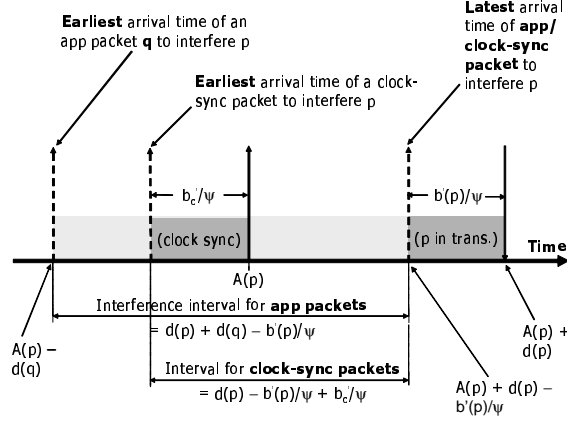 Earliest arrival time of an
app packet q to interfere p
Latest arrival
time of app/
clock-sync
packet to
interfere p
Earliest arrival time of a clock-
sync packet to interfere p
bc'/ψ
b'(p)/ψ
(clock sync)
(p in trans.)
Time
A(p)
Interference interval for app packets
= d(p) + d(q) – b'(p)/ψ
A(p) –
d(q)
A(p) +
d(p)
Interval for clock-sync packets
= d(p) – b'(p)/ψ + bc'/ψ
A(p) + d(p) –
b'(p)/ψ